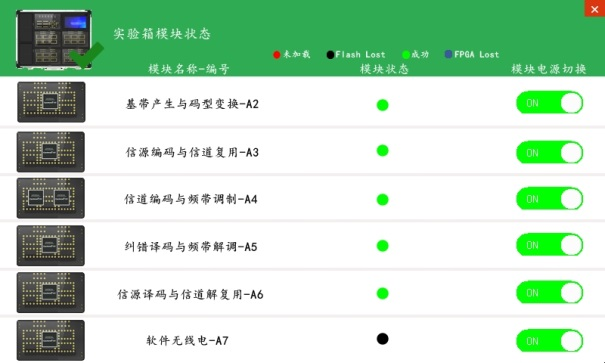 实验箱模块状态
未加载 Flash Lost 成功 FPGA Lost
模块名称-编号 模块状态 模块电源切换
基带产生与码型变换-A2 ON
信源编码与信道复用-A3 ON
信道编码与频带调制-A4 ON
纠错译码与频带解调-A5 ON
信源译码与信道解复用-A6 ON
软件无线电-A7 ON